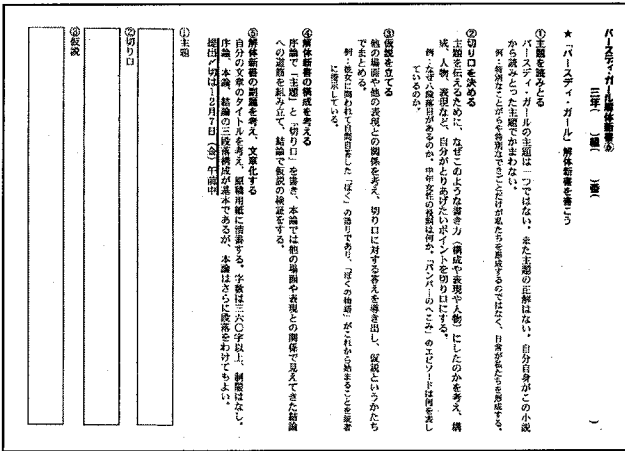 バースディ・ガール解体新書②
三年(　　)組(　　)番(　　　　　　)
★「バースディ・ガール」解体新書を書こう
①主題を読みとる
バースディ・ガールの主題は一つではない。また主題の正解はない。自分自身がこの小説
から読みとった主題でかまわない。
例：特別なことがらや特別なできごとだけが私たちを形成するのではなく、日常が私たちを形成する。
②切り口を決める
主題を伝えるために、なぜこのような書き方（構成や表現や人物）にしたのかを考え、構
成、人物、表現など、自分がとりあげたいポイントを切り口にする。
例：なぜ八段落目があるのか。中年女性の役割は何か。「バンパーのへこみ」のエピソードは何を表し
ているのか。
③仮説を立てる
他の場面や他の表現との関係を考え、切り口に対する答えを導き出し、仮説というかたち
でまとめる。
例：彼女に問われて自問自答した「ぼく」の語りであり、「ぼくの物語」がこれから始まることを読者
に提示している。
④解体新書の構成を考える
序論で「主題」と「切り口」を書き、本論では他の場面や表現との関係で見えてきた結論
への道筋を組み立て、結論で仮説の検証をする。
⑤解体新書の副題を考え、文章化する
自分の文章のタイトルを考え、原稿用紙に清書する。字数は三六〇字以上、制限はなし。
序論、本論、結論の三段落構成が基本であるが、本論はさらに段落をわけてもよい。
提出〆切は12月7日（金）午前中
①主題
②切り口
③仮説